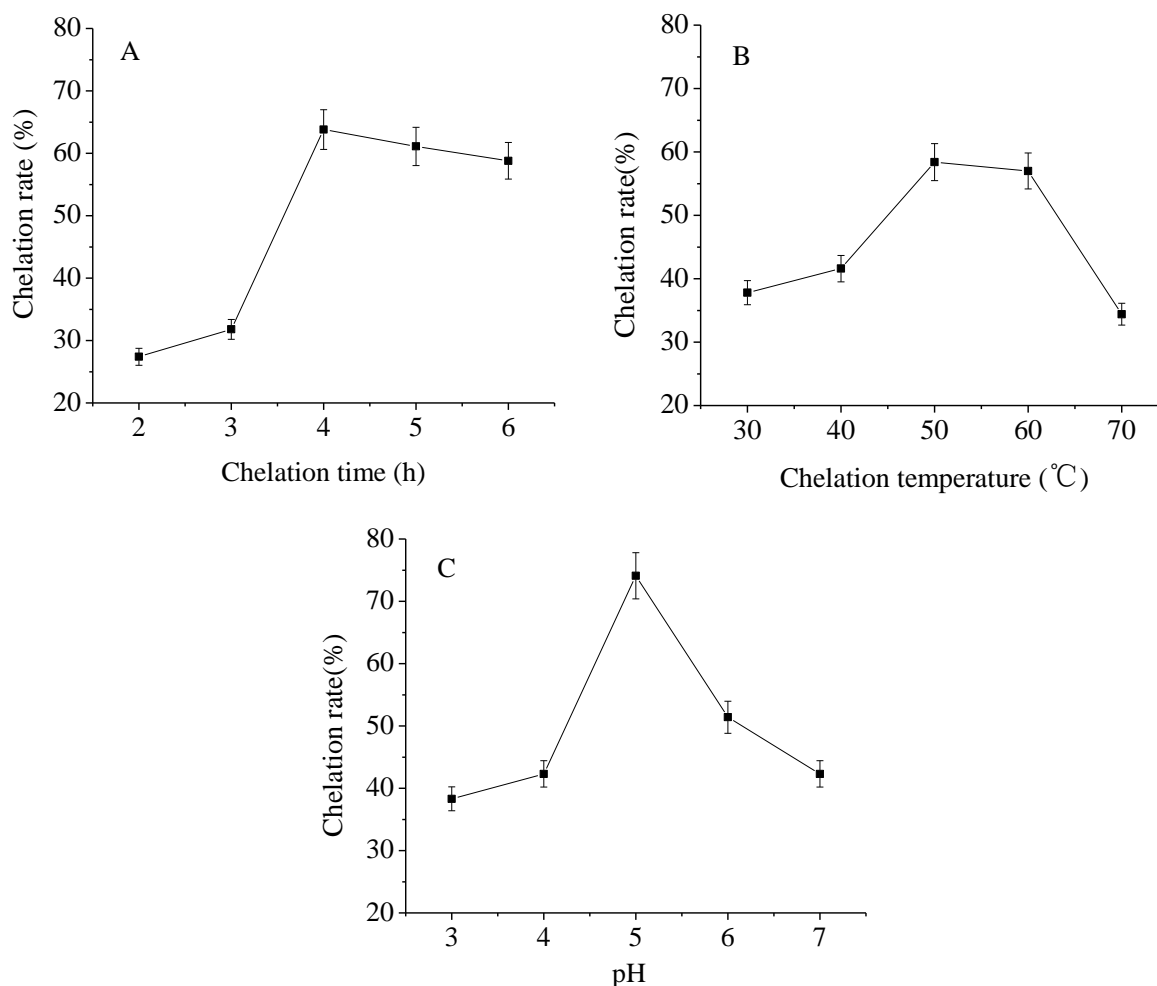 A
Chelation rate (%)
80
70
60
50
40
30
20
2 3 4 5 6
Chelation time (h)
B
Chelation rate(%)
80
70
60
50
40
30
20
30 40 50 60 70
Chelation temperature (℃)
C
Chelation rate(%)
80
70
60
50
40
30
20
3 4 5 6 7
pH